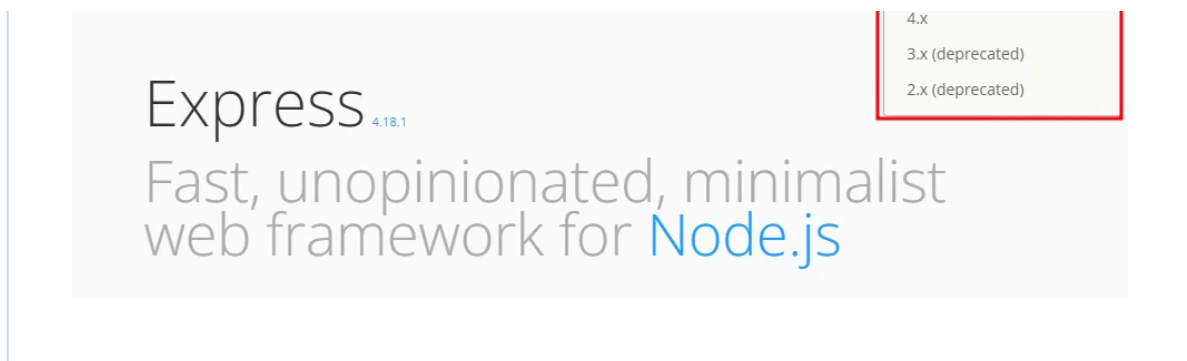 4.x
3.x (deprecated)
2.x (deprecated)
Express 4.18.1
Fast, unopinionated, minimalist
web framework for Node.js